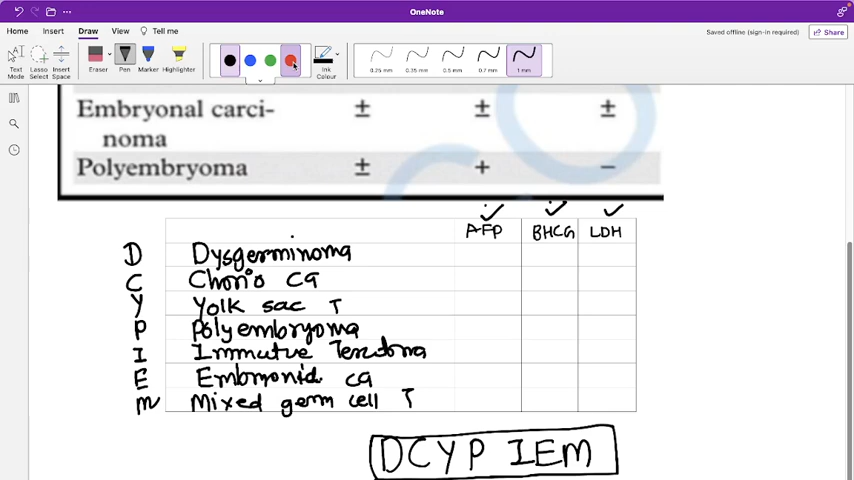 OneNote
Home Insert Draw View Tell me
Saved offline (sign in required)
Share
Text Mode
Lasso Select
Insert Space
Eraser
Pen
Marker
Highlighter
Ink Colour
0.25 mm
0.35 mm
0.5 mm
0.7 mm
1 mm
Embryonal carci- ± ± ±
noma
Polyembryoma ± + −
AFP BHCG LDH
D Dysgerminoma
C Chorio ca
Y Yolk sac T
P Polyembryoma
I Immutue Teratoma
E Embryonid ca
M Mixed germ cell T
DCYP IEM